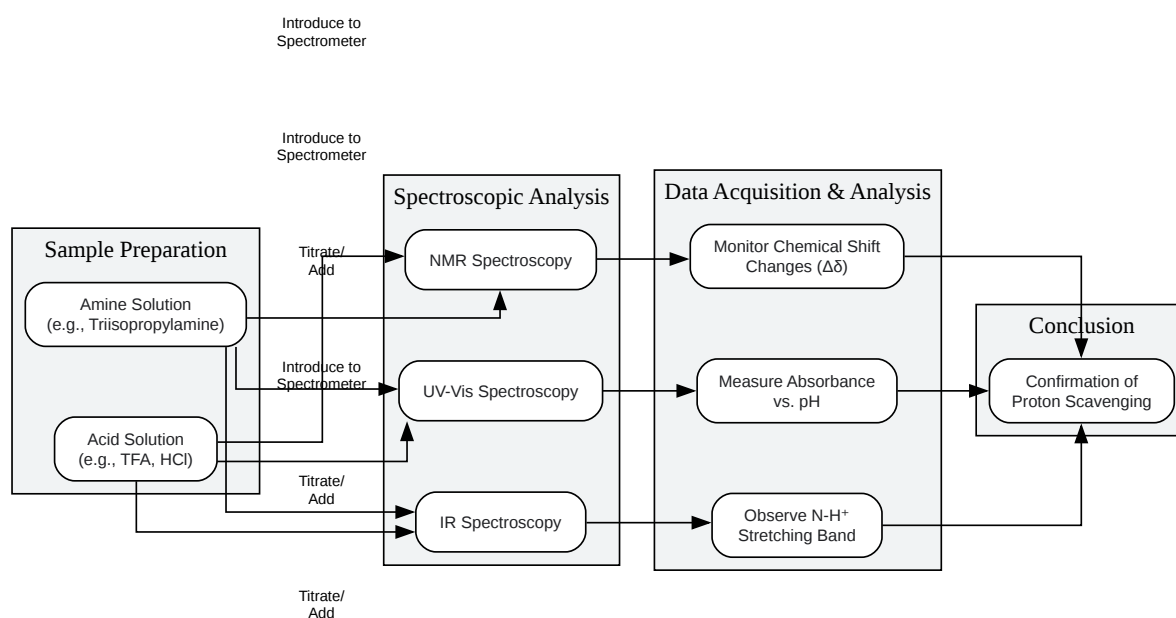 Introduce to
Spectrometer
Introduce to
Spectrometer
Spectroscopic Analysis
Data Acquisition & Analysis
Sample Preparation
Titrate/
Add
NMR Spectroscopy
Monitor Chemical Shift
Changes (Δδ)
Amine Solution
(e.g., Triisopropylamine)
Conclusion
Introduce to
Spectrometer
UV-Vis Spectroscopy
Measure Absorbance
vs. pH
Confirmation of
Proton Scavenging
Acid Solution
(e.g., TFA, HCl)
Titrate/
Add
IR Spectroscopy
Observe N-H⁺
Stretching Band
Titrate/
Add